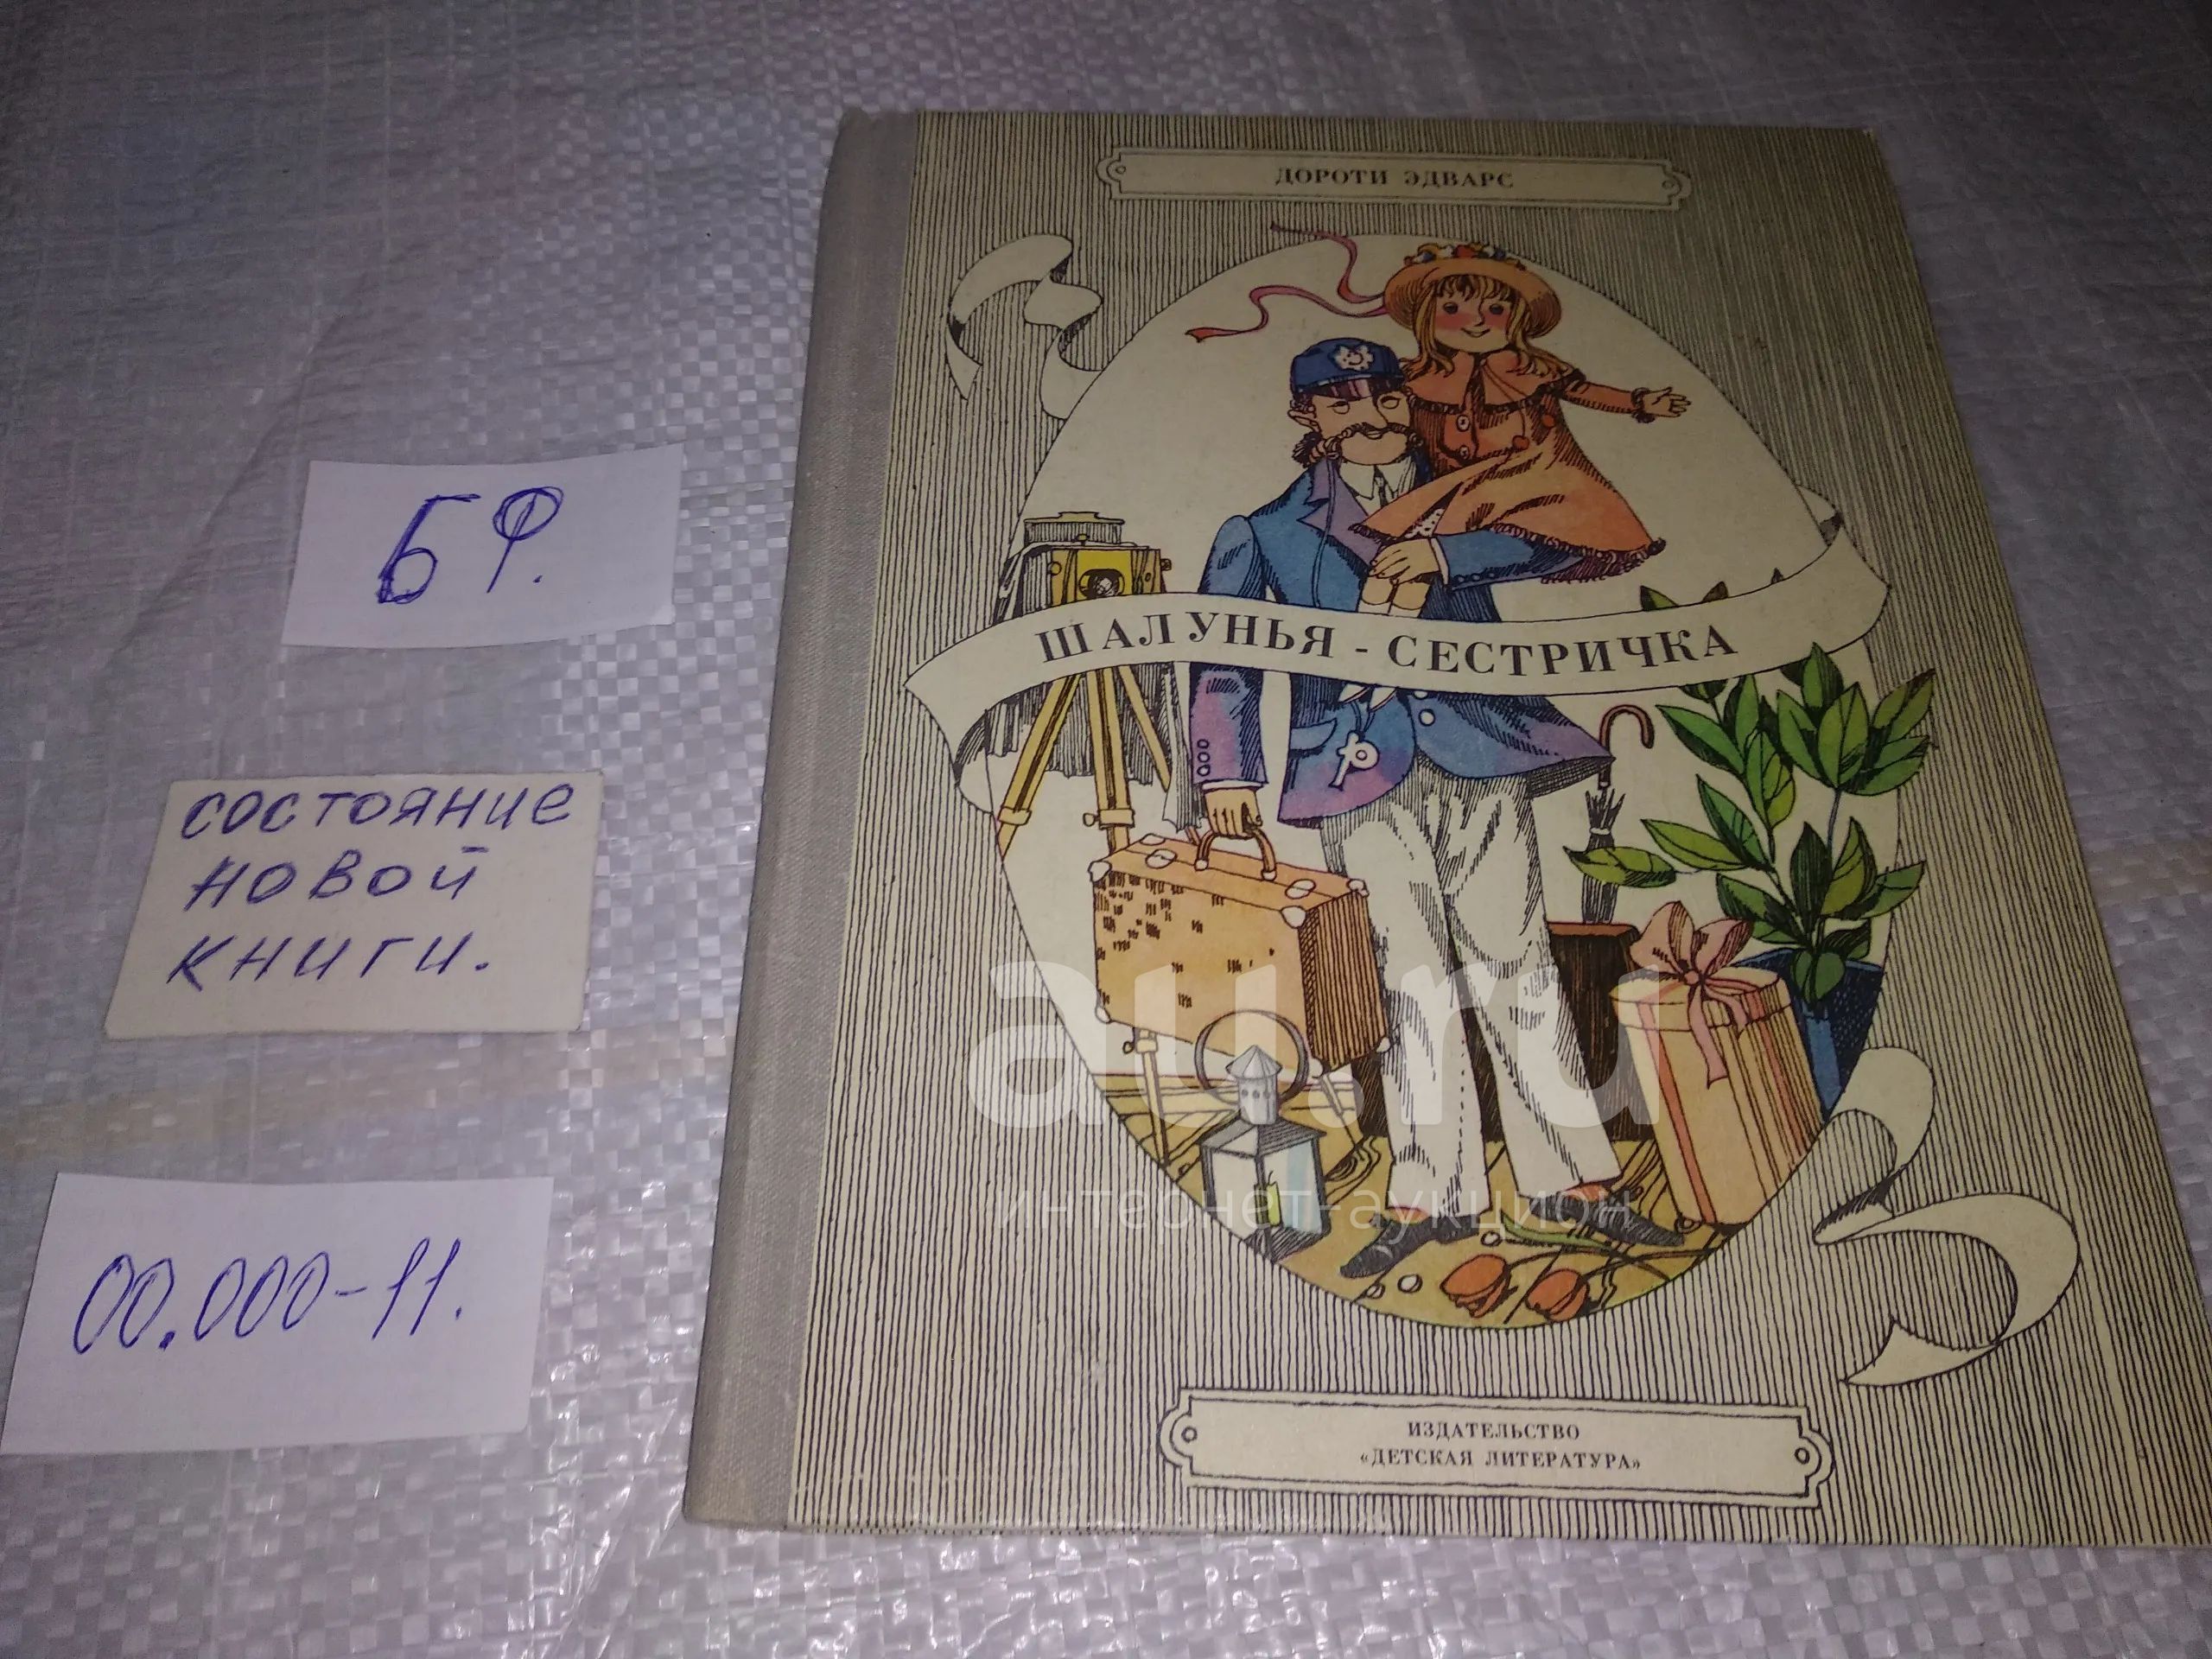 ДОРОТИ ЭДВАРС
ШАЛУНЬЯ - СЕСТРИЧКА
ИЗДАТЕЛЬСТВО
«ДЕТСКАЯ ЛИТЕРАТУРА»
БФ.
состояние
новой
книги.
00.000-11.
au.ru
интернет-аукцион